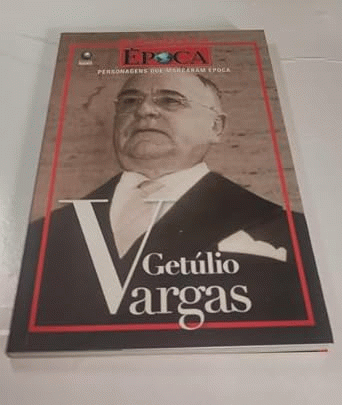 ÉPOCA
PERSONAGENS QUE MARCARAM ÉPOCA
Getúlio
Vargas